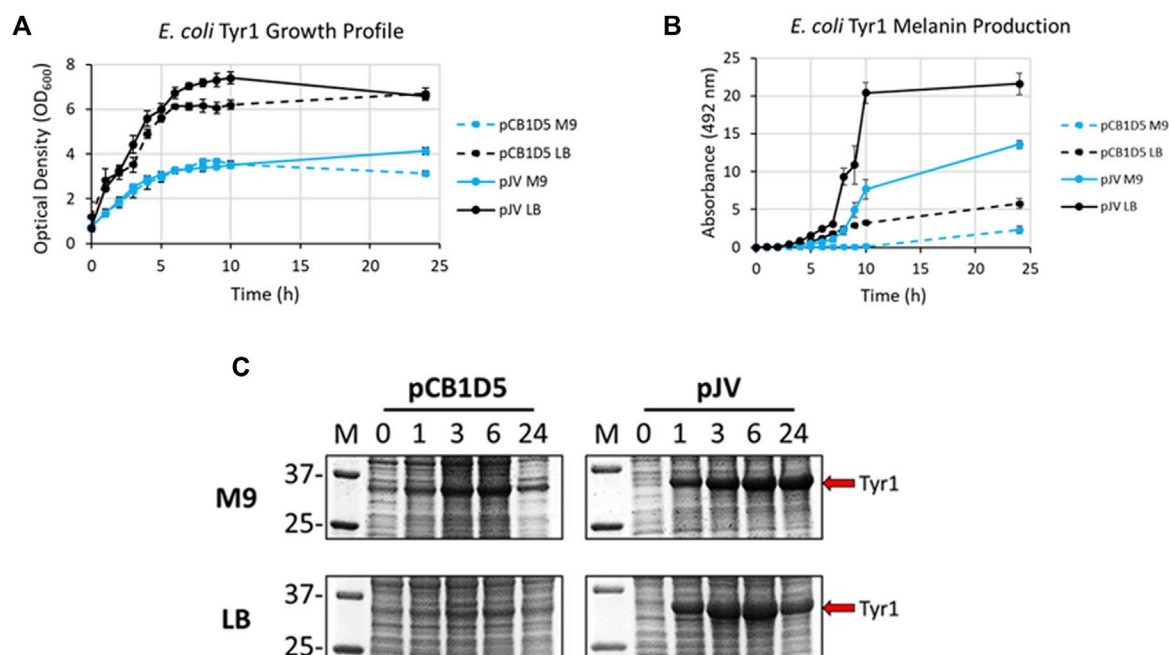 A
E. coli Tyr1 Growth Profile
Optical Density (OD600)
8
6
4
2
0
0 5 10 15 20 25
Time (h)
pCB1D5 M9
pCB1D5 LB
pJV M9
pJV LB
B
E. coli Tyr1 Melanin Production
Absorbance (492 nm)
25
20
15
10
5
0
0 5 10 15 20 25
Time (h)
pCB1D5 M9
pCB1D5 LB
pJV M9
pJV LB
C
pCB1D5 pJV
M 0 1 3 6 24 M 0 1 3 6 24
M9
37-
25-
Tyr1
LB
37-
25-
Tyr1